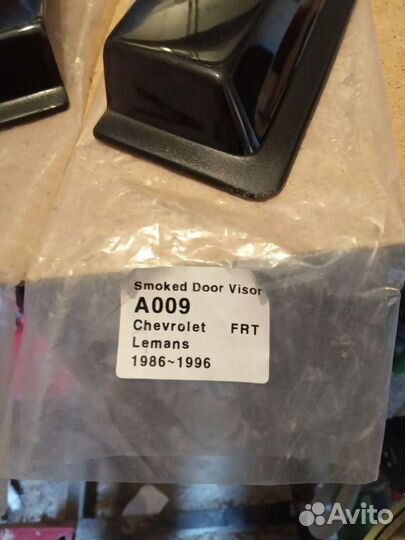 Smoked Door Visor
A009
Chevrolet FRT
Lemans
1986~1996
Avito